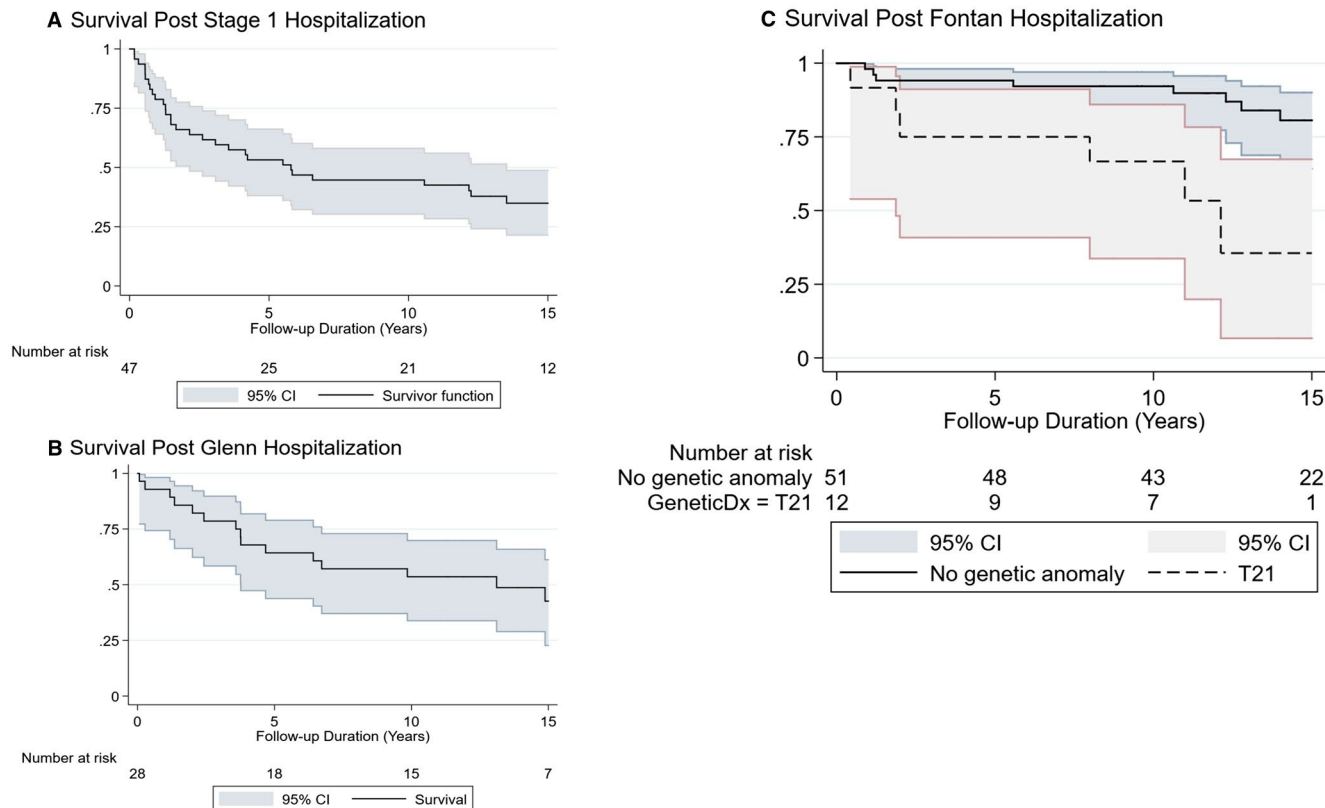 A Survival Post Stage 1 Hospitalization
1
.75
.5
.25
0
0 5 10 15
Follow-up Duration (Years)
Number at risk
47 25 21 12
95% CI Survivor function
B Survival Post Glenn Hospitalization
1
.75
.5
.25
0
0 5 10 15
Follow-up Duration (Years)
Number at risk
28 18 15 7
95% CI Survival
C Survival Post Fontan Hospitalization
1
.75
.5
.25
0
0 5 10 15
Follow-up Duration (Years)
Number at risk
No genetic anomaly 51 48 43 22
GeneticDx = T21 12 9 7 1
95% CI 95% CI
No genetic anomaly T21